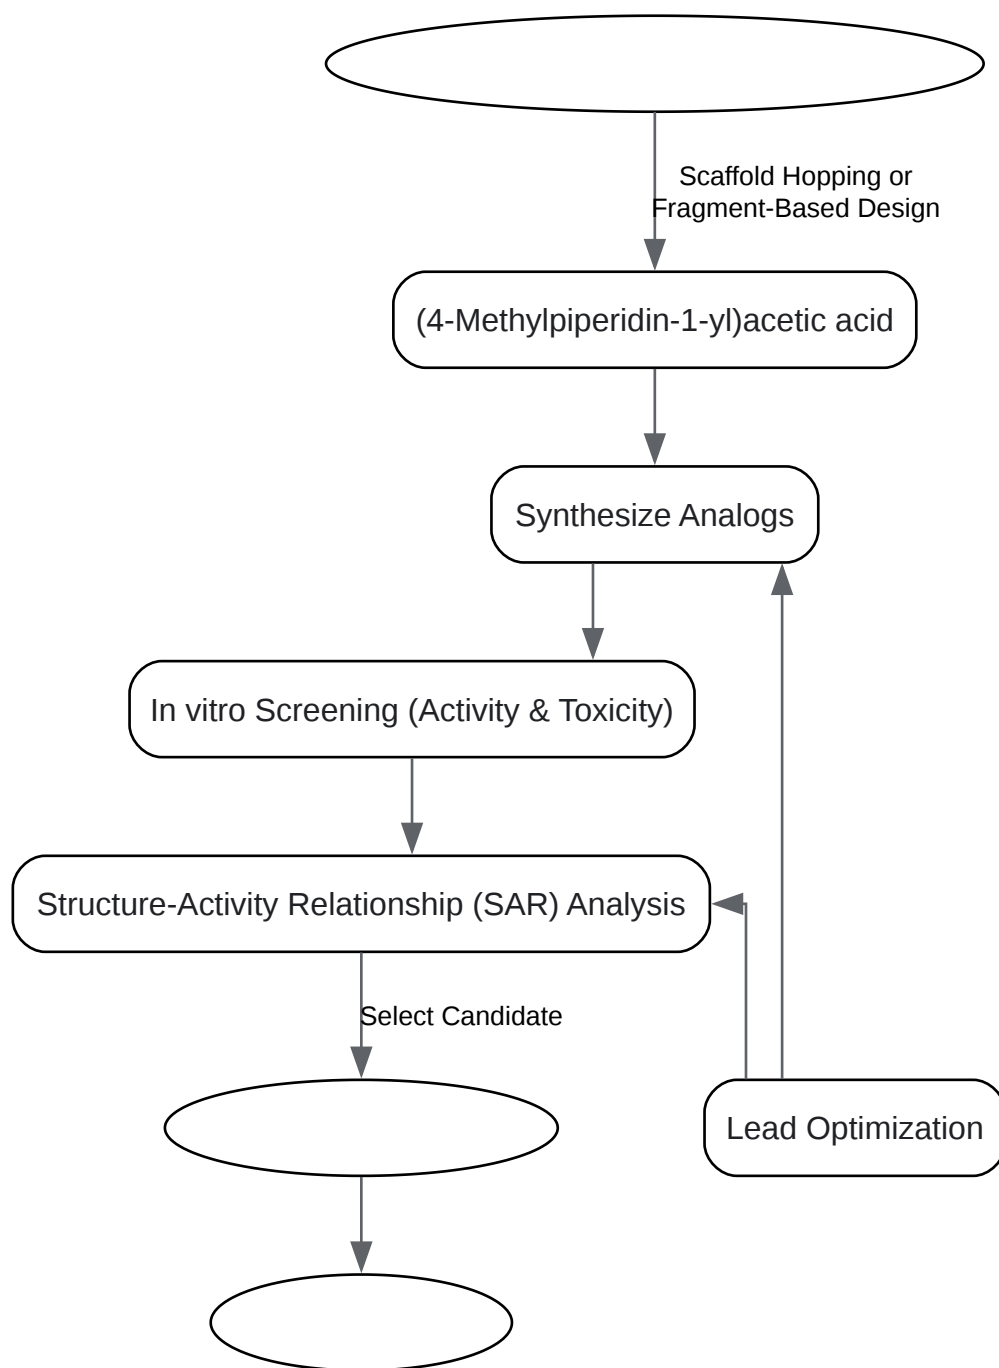 Scaffold Hopping or
Fragment-Based Design
(4-Methylpiperidin-1-yl)acetic acid
Synthesize Analogs
In vitro Screening (Activity & Toxicity)
Structure-Activity Relationship (SAR) Analysis
Select Candidate
Lead Optimization